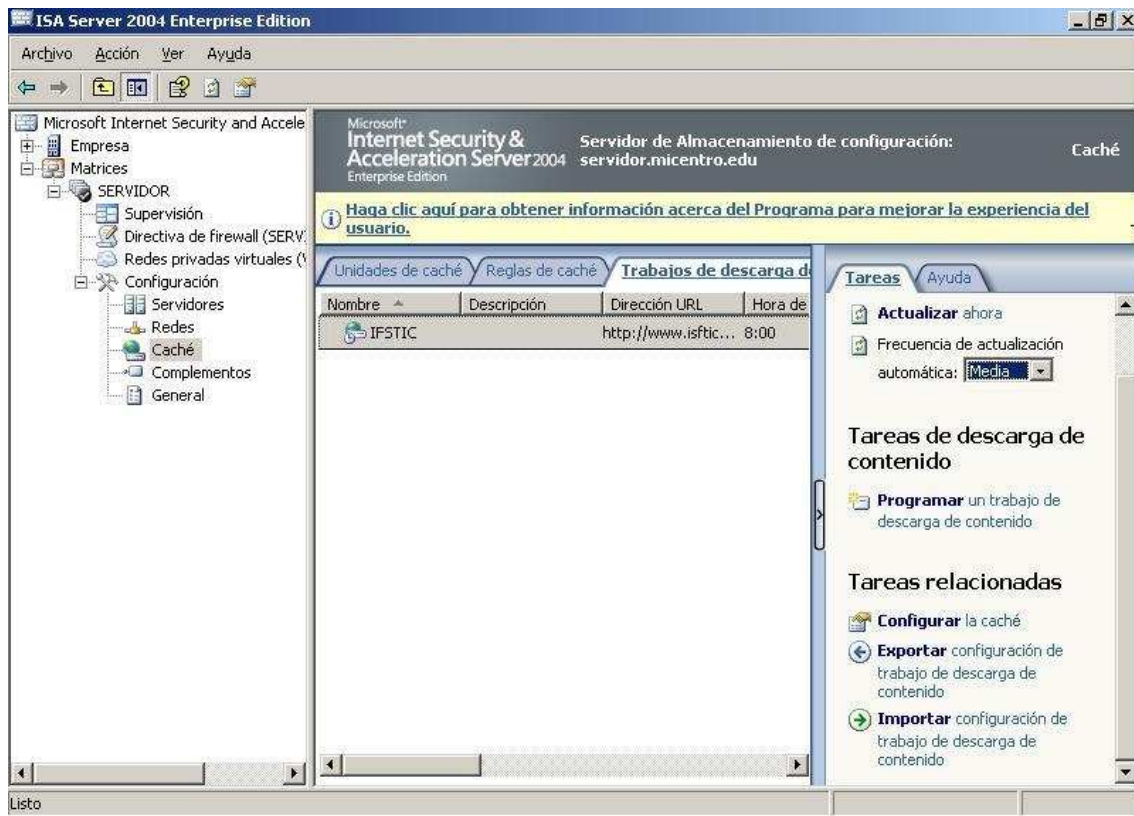 ISA Server 2004 Enterprise Edition
Archivo Acción Ver Ayuda
Microsoft Internet Security and Accele
Empresa
Matrices
SERVIDOR
Supervisión
Directiva de firewall (SERV
Redes privadas virtuales (
Configuración
Servidores
Redes
Caché
Complementos
General
Microsoft
Internet Security &
Acceleration Server 2004
Enterprise Edition
Servidor de Almacenamiento de configuración:
servidor.micentro.edu
Caché
Haga clic aquí para obtener información acerca del Programa para mejorar la experiencia del
usuario.
Unidades de caché Reglas de caché Trabajos de descarga d
Nombre Descripción Dirección URL Hora de
IFSTIC http://www.isftic... 8:00
Tareas Ayuda
Actualizar ahora
Frecuencia de actualización
automática: Media
Tareas de descarga de
contenido
Programar un trabajo de
descarga de contenido
Tareas relacionadas
Configurar la caché
Exportar configuración de
trabajo de descarga de
contenido
Importar configuración de
trabajo de descarga de
contenido
Listo